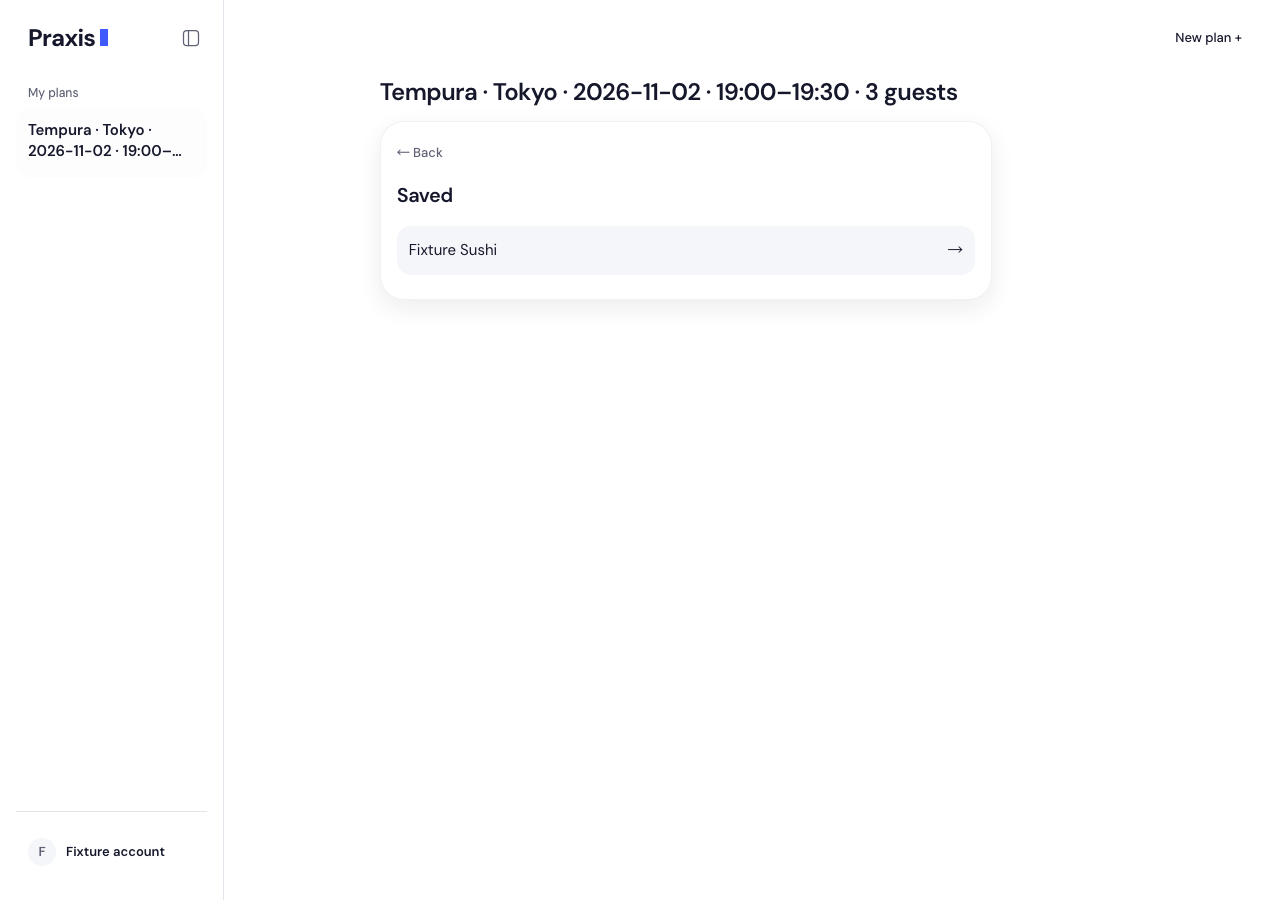 Praxis
New plan +
My plans
Tempura · Tokyo ·
2026-11-02 · 19:00–...
Tempura · Tokyo · 2026-11-02 · 19:00–19:30 · 3 guests
← Back
Saved
Fixture Sushi →
F Fixture account